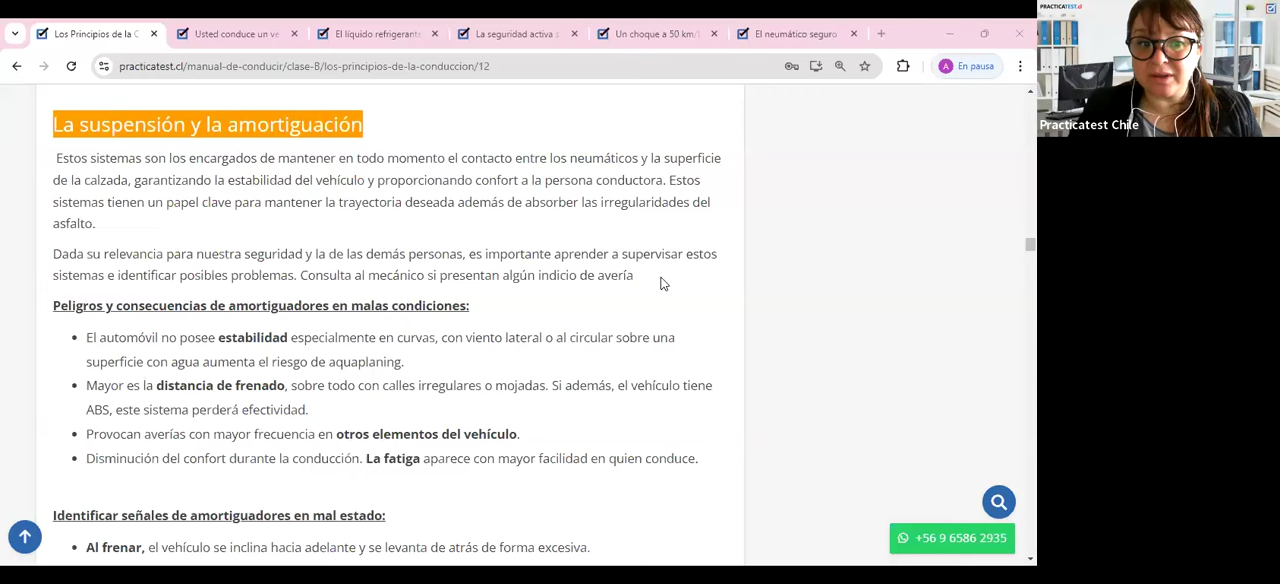 Los Principios de la C
Usted conduce un ve
El líquido refrigerante
La seguridad activa s
Un choque a 50 km/
El neumático seguro
practicatest.cl/manual-de-conducir/clase-B/los-principios-de-la-conduccion/12
A
En pausa
PRACTICATEST.cl
Practicatest Chile
La suspensión y la amortiguación
Estos sistemas son los encargados de mantener en todo momento el contacto entre los neumáticos y la superficie
de la calzada, garantizando la estabilidad del vehículo y proporcionando confort a la persona conductora. Estos
sistemas tienen un papel clave para mantener la trayectoria deseada además de absorber las irregularidades del
asfalto.
Dada su relevancia para nuestra seguridad y la de las demás personas, es importante aprender a supervisar estos
sistemas e identificar posibles problemas. Consulta al mecánico si presentan algún indicio de avería
Peligros y consecuencias de amortiguadores en malas condiciones:
• El automóvil no posee estabilidad especialmente en curvas, con viento lateral o al circular sobre una
superficie con agua aumenta el riesgo de aquaplaning.
• Mayor es la distancia de frenado, sobre todo con calles irregulares o mojadas. Si además, el vehículo tiene
ABS, este sistema perderá efectividad.
• Provocan averías con mayor frecuencia en otros elementos del vehículo.
• Disminución del confort durante la conducción. La fatiga aparece con mayor facilidad en quien conduce.
Identificar señales de amortiguadores en mal estado:
• Al frenar, el vehículo se inclina hacia adelante y se levanta de atrás de forma excesiva.
+56 9 6586 2935